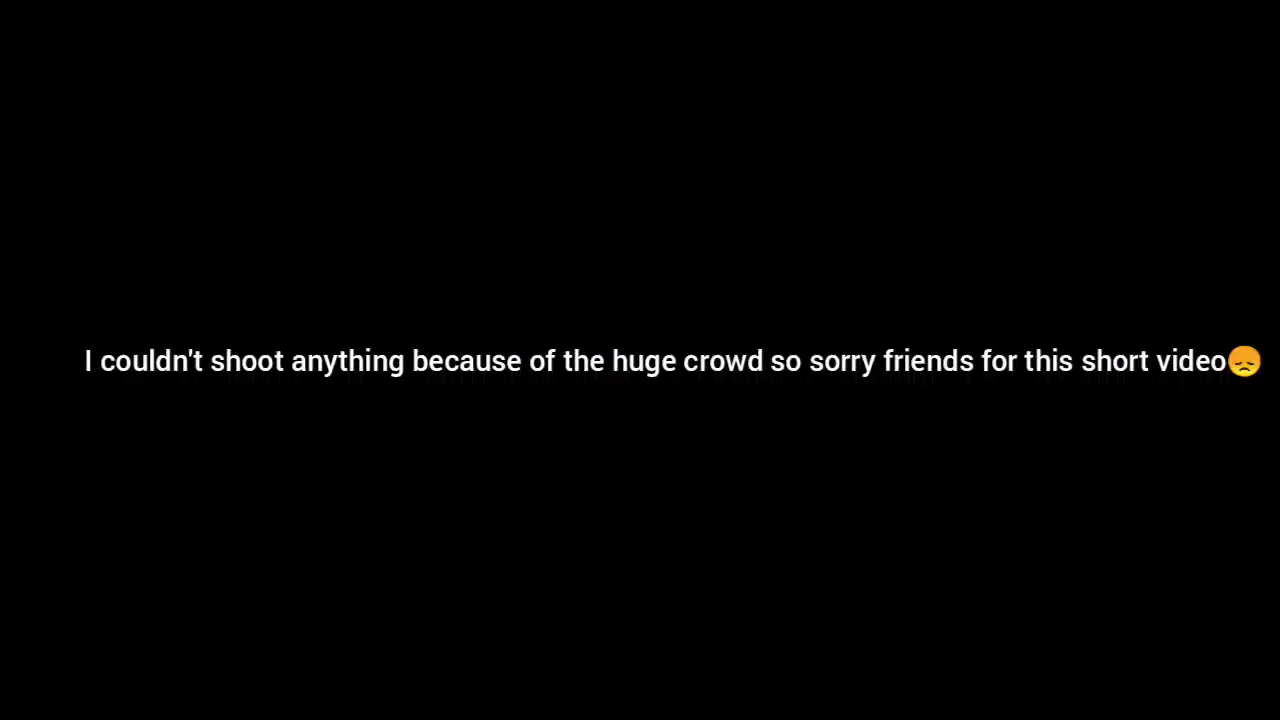 I couldn't shoot anything because of the huge crowd so sorry friends for this short video😞